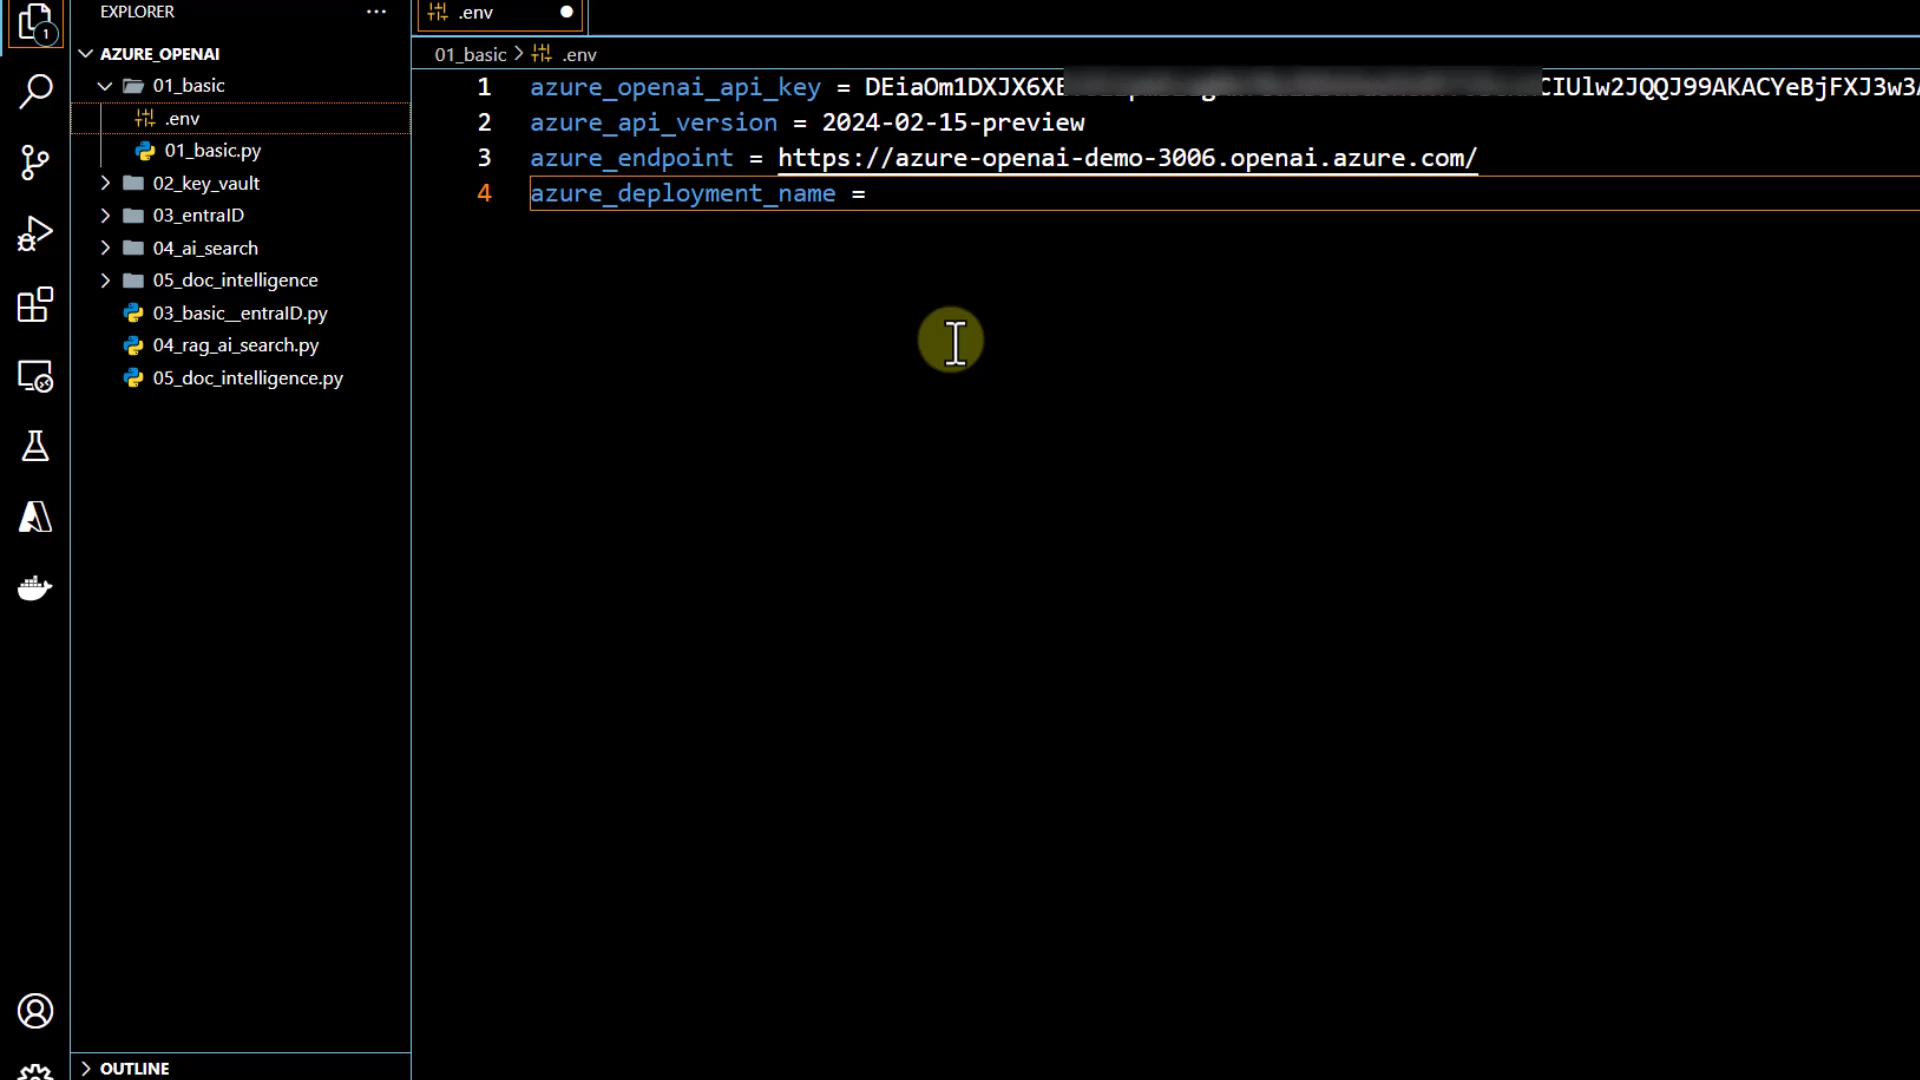 EXPLORER
AZURE_OPENAI
01_basic
.env
01_basic.py
02_key_vault
03_entraID
04_ai_search
05_doc_intelligence
03_basic__entraID.py
04_rag_ai_search.py
05_doc_intelligence.py
OUTLINE
1
.env
01_basic > .env
1 azure_openai_api_key =
2 azure_api_version = 2024-02-15-preview
3 azure_endpoint = https://azure-openai-demo-3006.openai.azure.com/
4 azure_deployment_name =